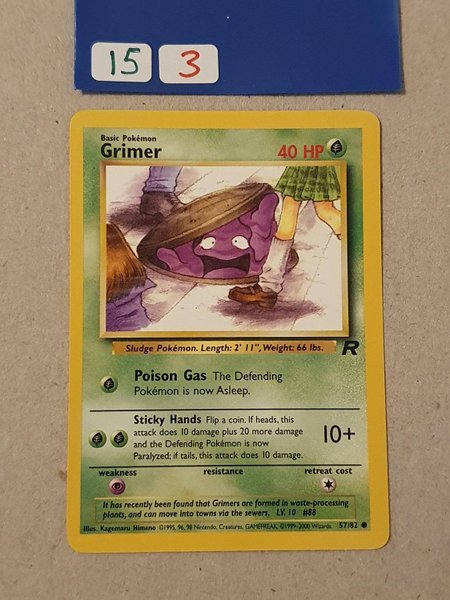 15 3
Basic Pokémon
Grimer 40 HP
Sludge Pokémon. Length: 2' 11", Weight: 66 lbs.
R
Poison Gas The Defending
Pokémon is now Asleep.
Sticky Hands Flip a coin. If heads, this
attack does 10 damage plus 20 more damage
and the Defending Pokémon is now
Paralyzed; if tails, this attack does 10 damage.
10+
weakness resistance retreat cost
It has recently been found that Grimers are formed in waste-processing
plants, and can move into towns via the sewers. LV. 10 #88
Illus. Kagemaru Himeno ©1995, 96, 98 Nintendo, Creatures, GAMEFREAK. ©1999-2000 Wizards. 57/82